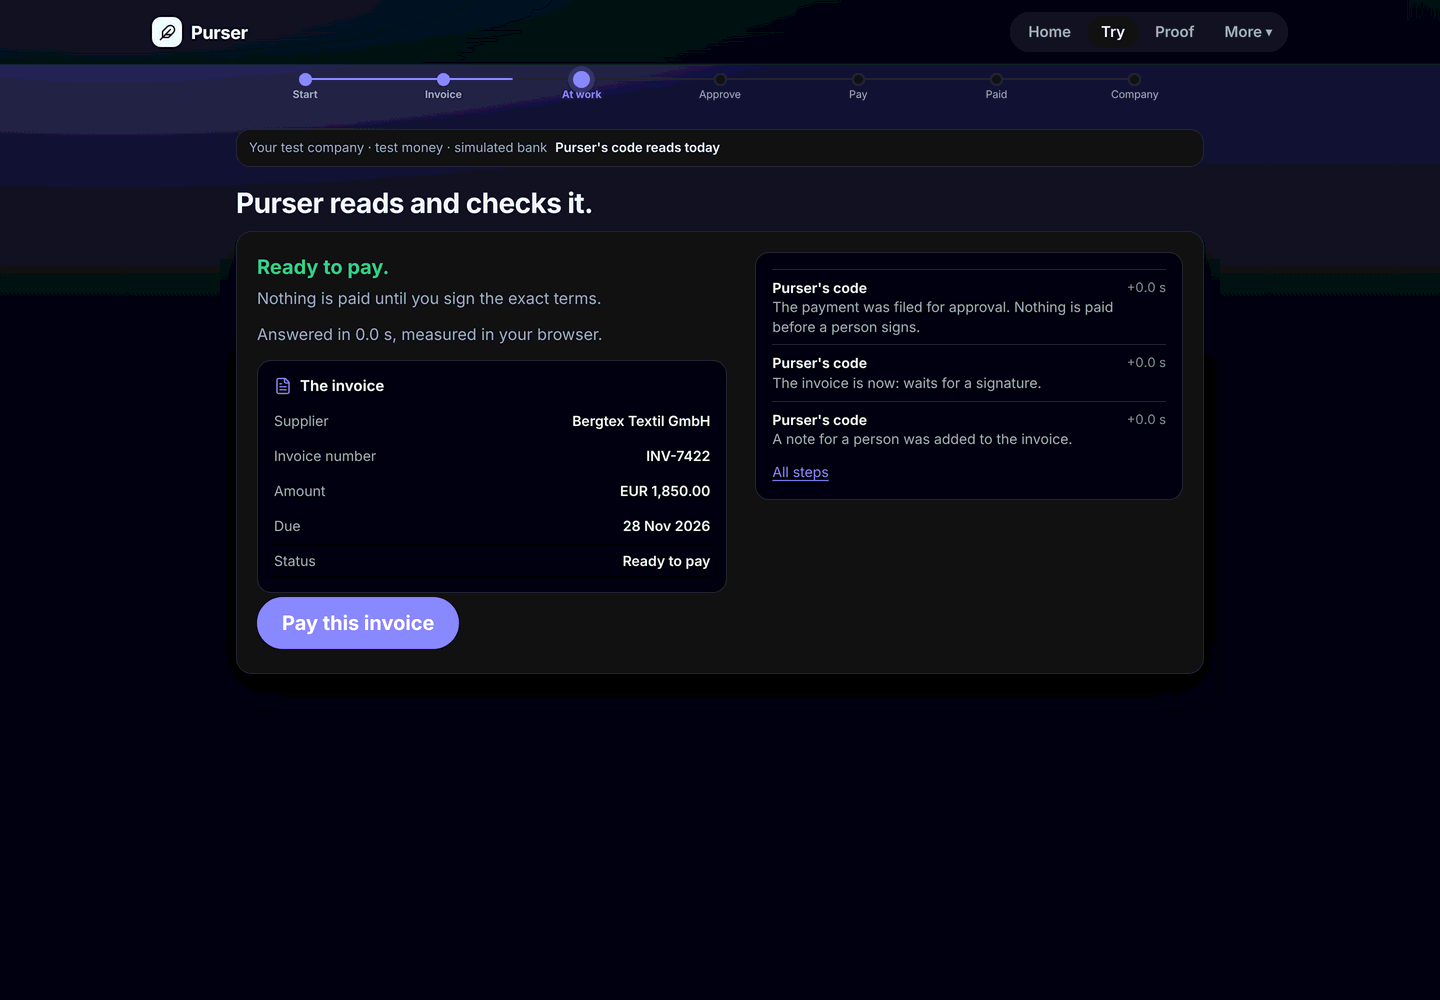 Purser
Home
Try
Proof
More ▾
Start
Invoice
At work
Approve
Pay
Paid
Company
Your test company · test money · simulated bank Purser's code reads today
Purser reads and checks it.
Ready to pay.
Nothing is paid until you sign the exact terms.
Answered in 0.0 s, measured in your browser.
The invoice
Supplier Bergtex Textil GmbH
Invoice number INV-7422
Amount EUR 1,850.00
Due 28 Nov 2026
Status Ready to pay
Pay this invoice
Purser's code +0.0 s
The payment was filed for approval. Nothing is paid
before a person signs.
Purser's code +0.0 s
The invoice is now: waits for a signature.
Purser's code +0.0 s
A note for a person was added to the invoice.
All steps